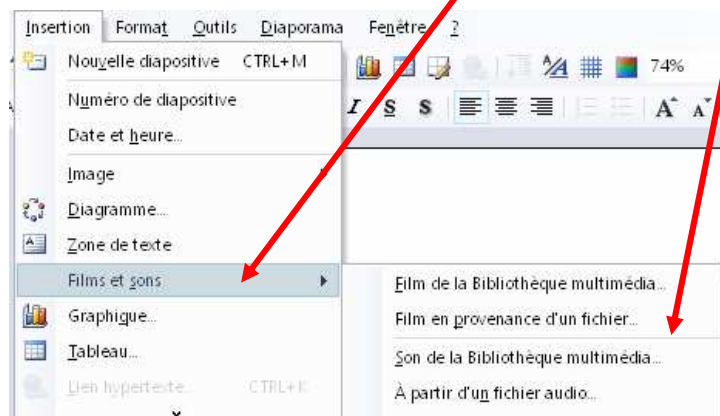 Insertion Format Outils Diaporama Fenêtre ?
Nouvelle diapositive CTRL+M
74%
Numéro de diapositive
I S S A A
Date et heure...
Image
Diagramme...
Zone de texte
Films et sons
Film de la Bibliothèque multimédia...
Graphique...
Film en provenance d'un fichier...
Tableau...
Son de la Bibliothèque multimédia...
Lien hypertexte... CTRL+K
À partir d'un fichier audio...